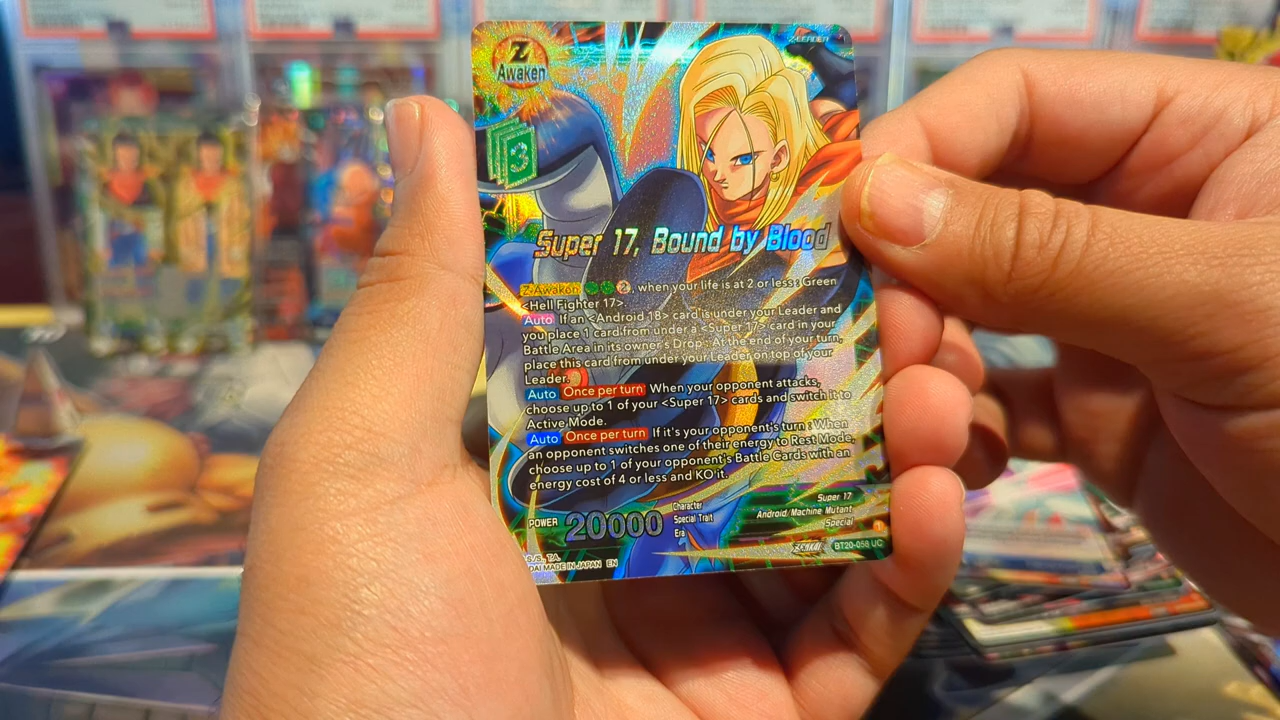 Z
Awaken
Z-LEADER
3
Super 17, Bound by Blood
Z-Awaken 2, when your life is at 2 or less : Green
<Hell Fighter 17>.
Auto If an <Android 18> card is under your Leader and
you place 1 card from under a <Super 17> card in your
Battle Area in its owner's Drop : At the end of your turn,
place this card from under your Leader on top of your
Leader.
Auto Once per turn When your opponent attacks,
choose up to 1 of your <Super 17> cards and switch it to
Active Mode.
Auto Once per turn If it's your opponent's turn : When
an opponent switches one of their energy to Rest Mode,
choose up to 1 of your opponent's Battle Cards with an
energy cost of 4 or less and KO it.
POWER 20000
Character Super 17
Special Trait Android/Machine Mutant
Era Special
BT20-058 UC
S/S, T.A.
DAI MADE IN JAPAN EN